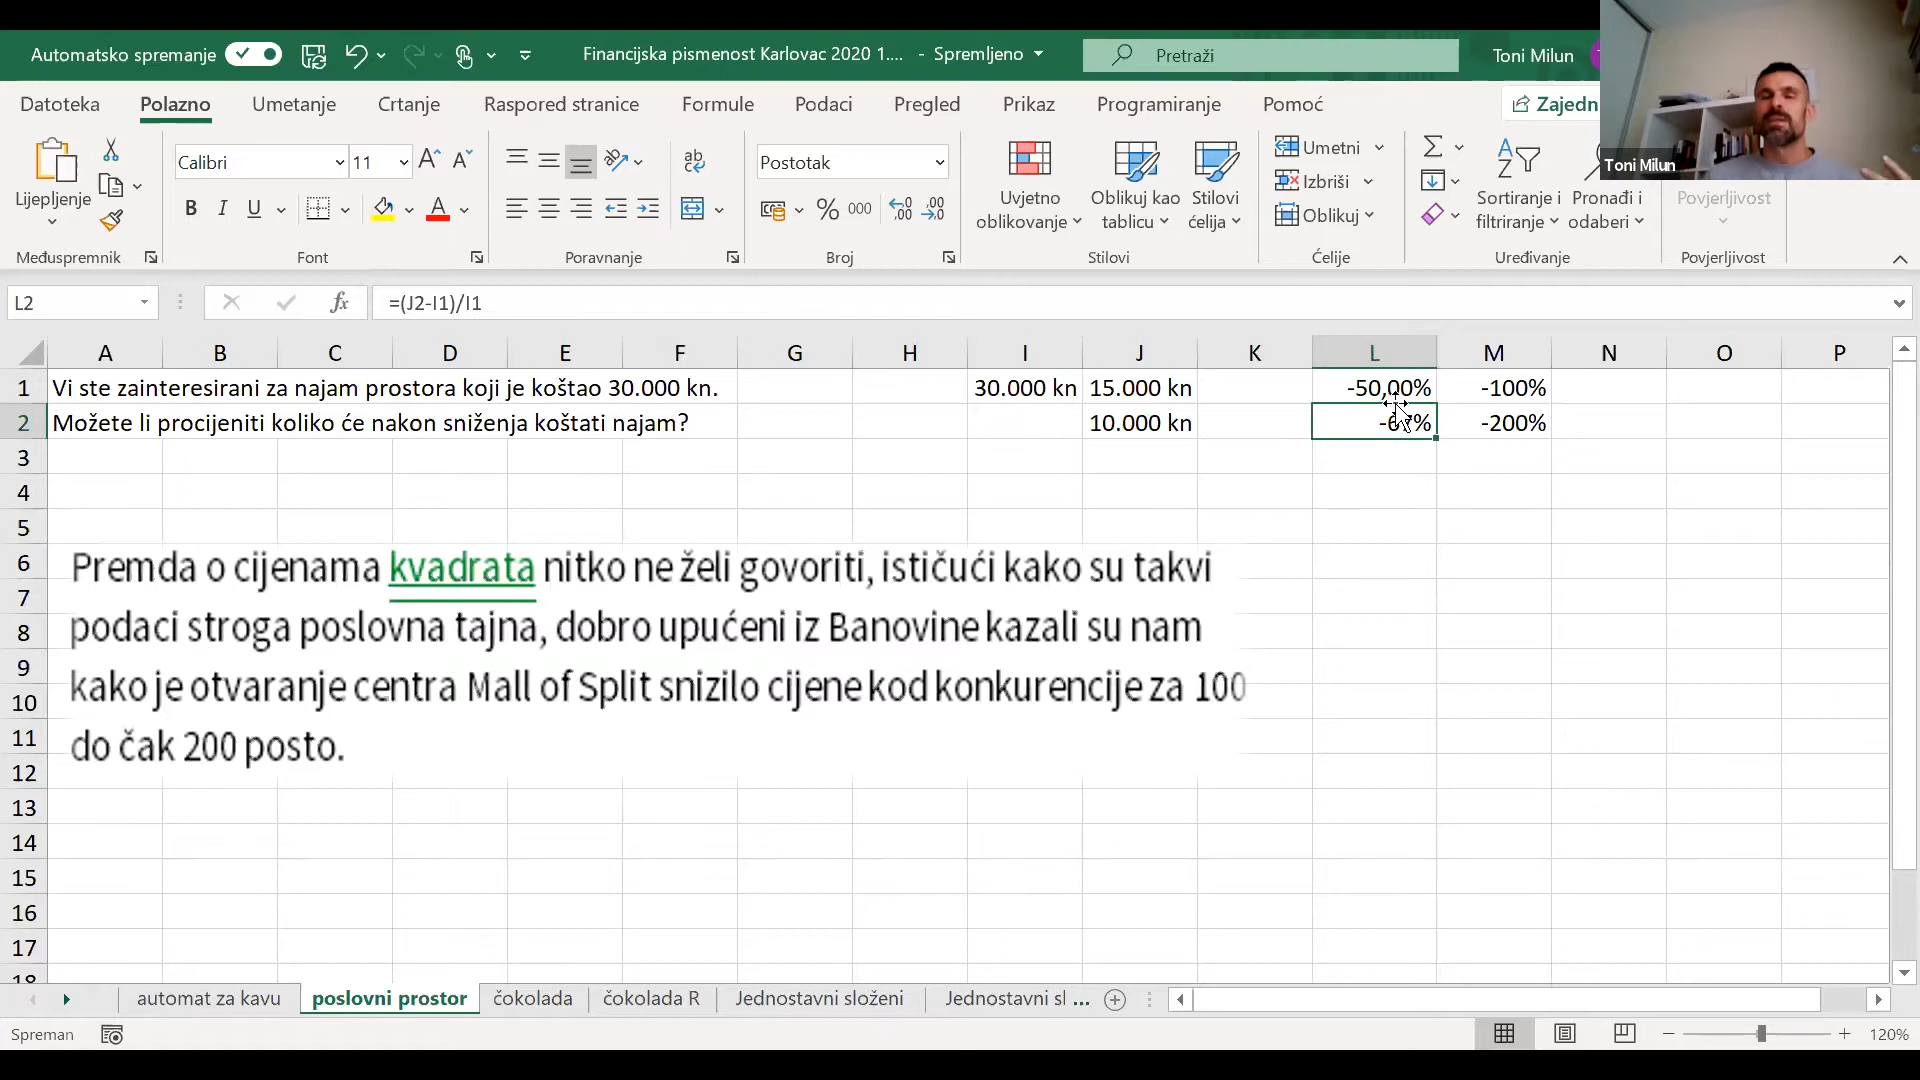 Automatsko spremanje
Financijska pismenost Karlovac 2020 1.... - Spremljeno
Pretraži
Toni Milun
Datoteka Polazno Umetanje Crtanje Raspored stranice Formule Podaci Pregled Prikaz Programiranje Pomoć Zajedn
Toni Milun
Lijepljenje
Calibri 11
Postotak
Uvjetno oblikovanje
Oblikuj kao tablicu
Stilovi ćelija
Umetni
Izbriši
Oblikuj
Sortiranje i filtriranje
Pronađi i odaberi
Povjerljivost
Međuspremnik Font Poravnanje Broj Stilovi Ćelije Uređivanje Povjerljivost
L2 fx =(J2-I1)/I1
A B C D E F G H I J K L M N O P
1 Vi ste zainteresirani za najam prostora koji je koštao 30.000 kn. 30.000 kn 15.000 kn -50,00% -100%
2 Možete li procijeniti koliko će nakon sniženja koštati najam? 10.000 kn -67% -200%
3
4
5
6
7
8
9
10
11
12
13
14
15
16
17
18
Premda o cijenama kvadrata nitko ne želi govoriti, ističući kako su takvi
podaci stroga poslovna tajna, dobro upućeni iz Banovine kazali su nam
kako je otvaranje centra Mall of Split snizilo cijene kod konkurencije za 100
do čak 200 posto.
automat za kavu poslovni prostor čokolada čokolada R Jednostavni složeni Jednostavni sl ...
Spreman
120%